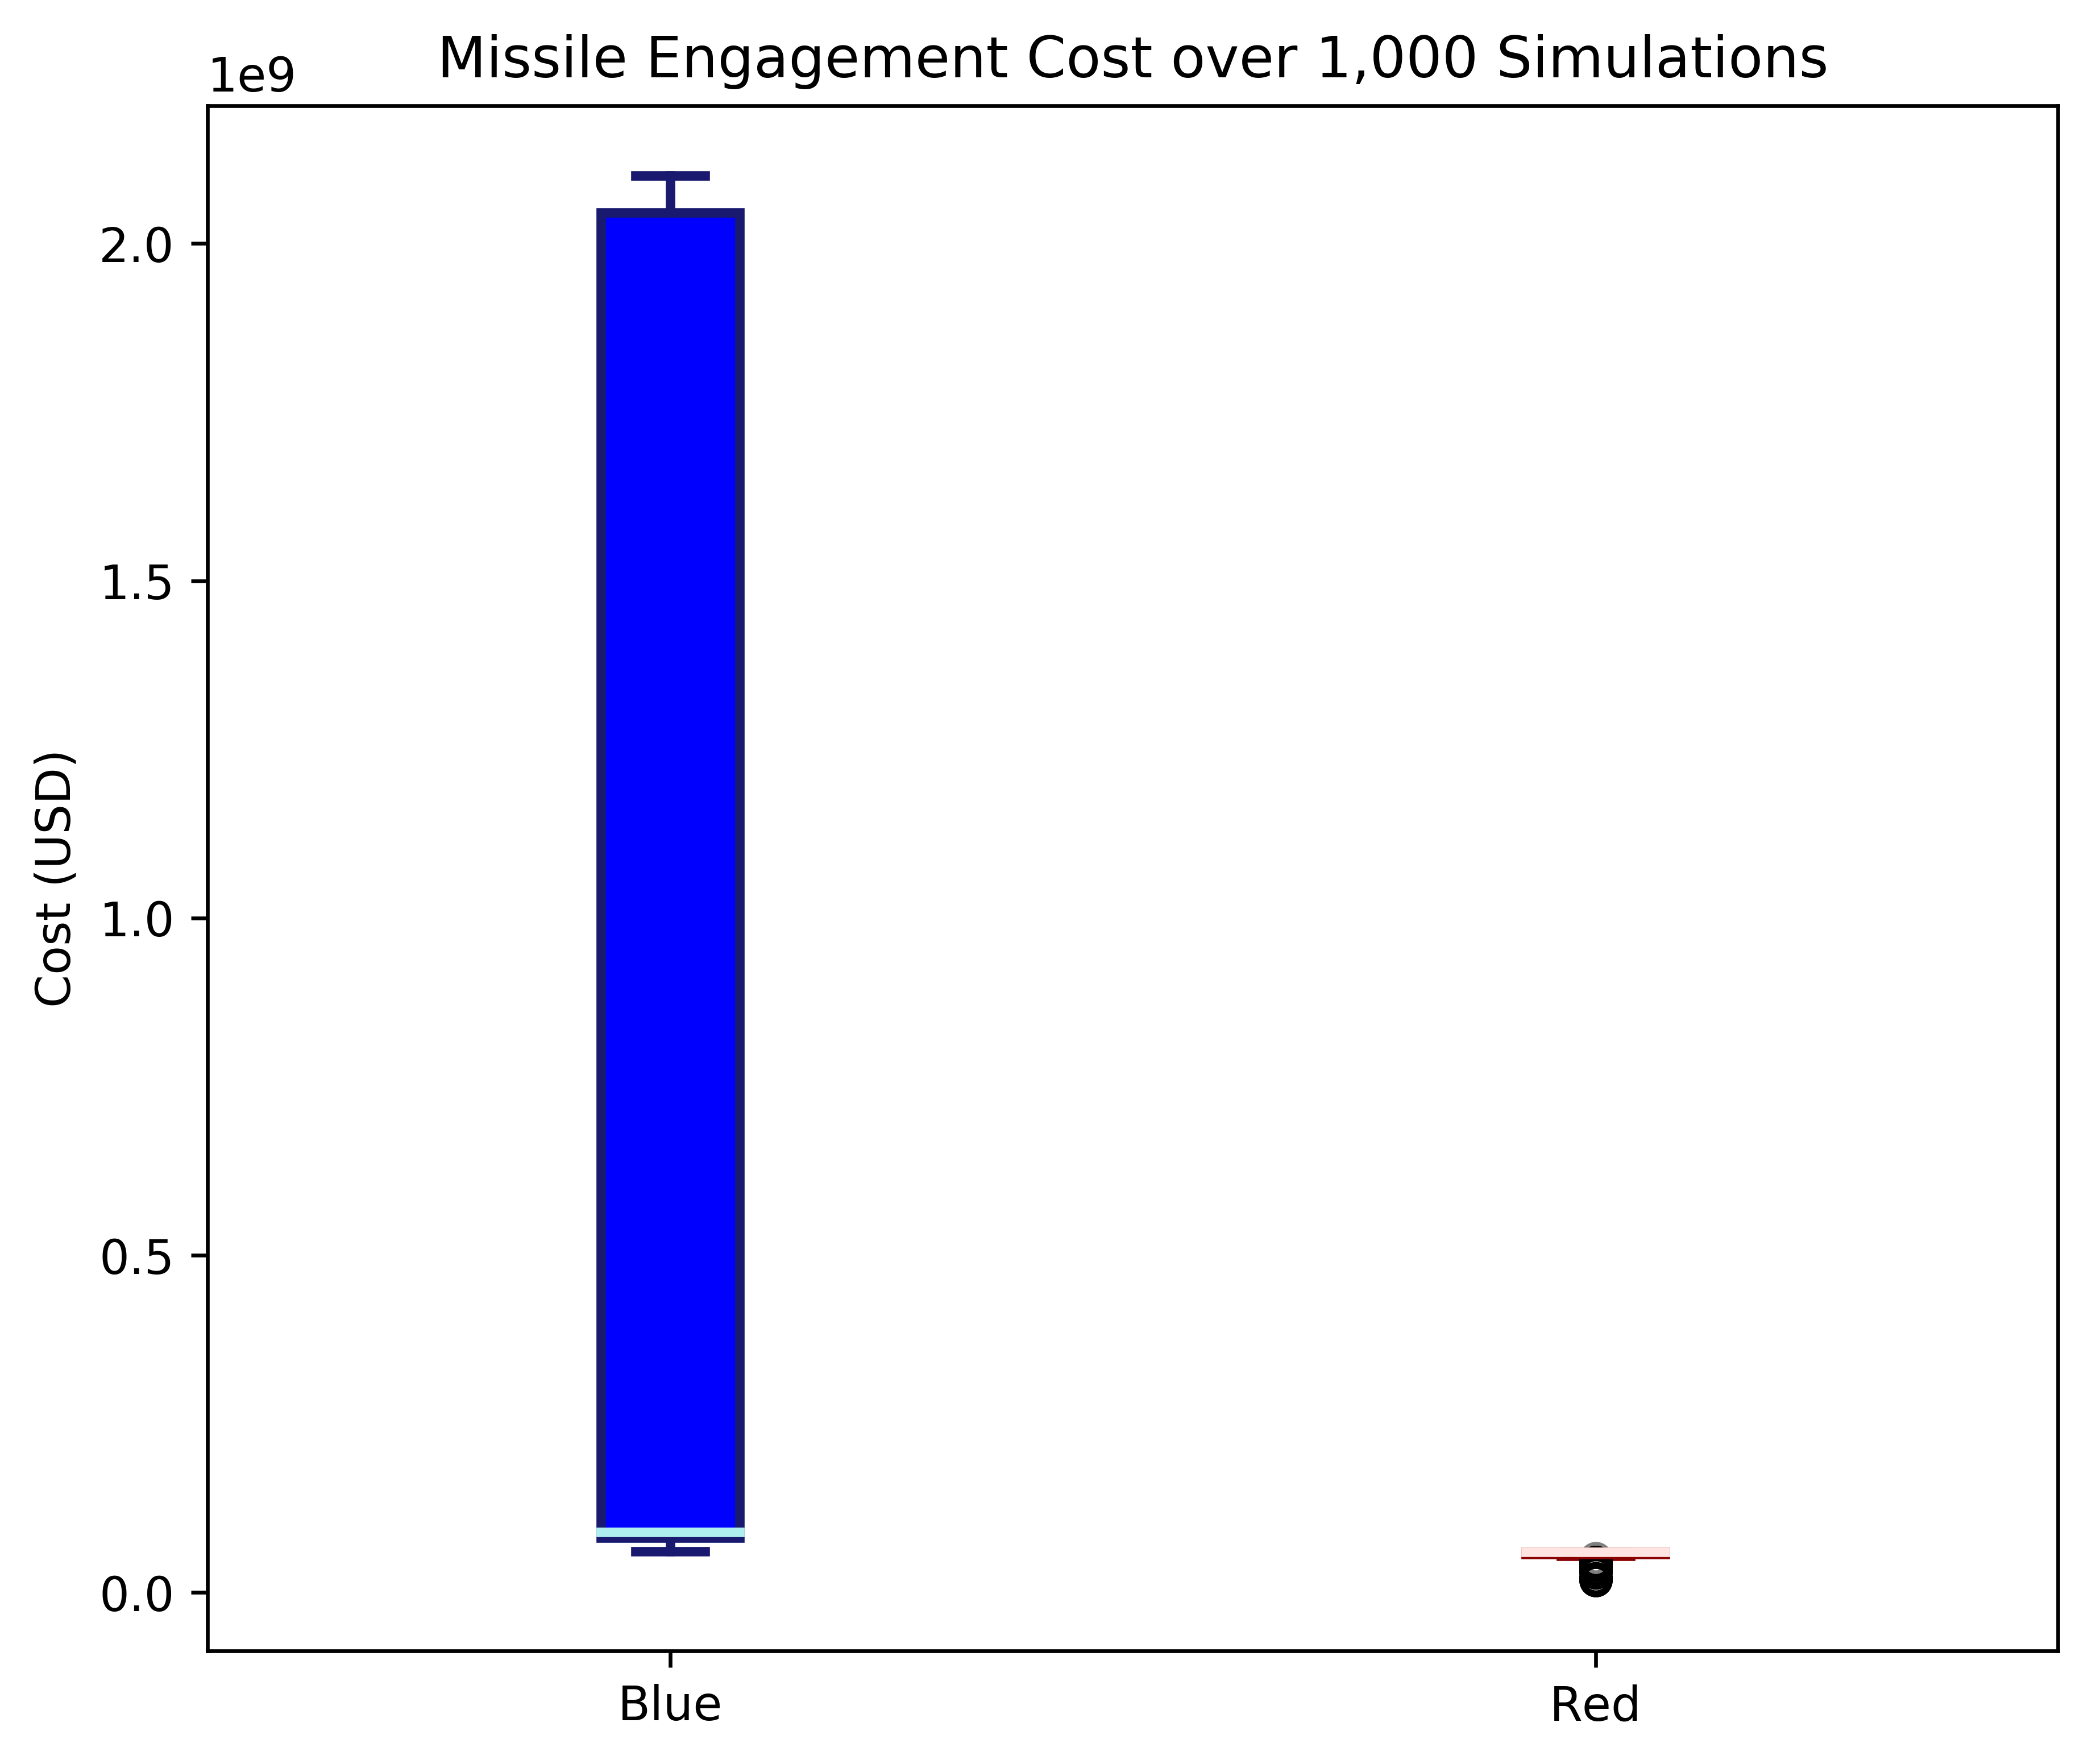 Missile Engagement Cost over 1,000 Simulations
1e9
2.0
1.5
1.0
0.5
0.0
Cost (USD)
Blue
Red